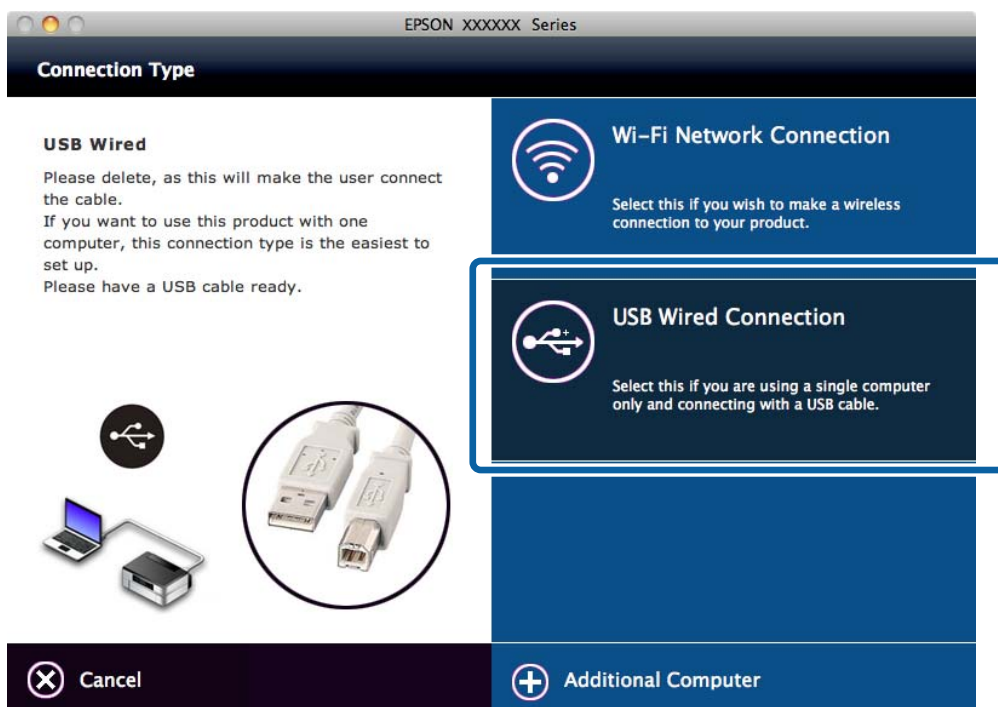 EPSON XXXXXX Series
Connection Type
USB Wired
Please delete, as this will make the user connect
the cable.
If you want to use this product with one
computer, this connection type is the easiest to
set up.
Please have a USB cable ready.
Wi-Fi Network Connection
Select this if you wish to make a wireless
connection to your product.
USB Wired Connection
Select this if you are using a single computer
only and connecting with a USB cable.
Cancel
Additional Computer